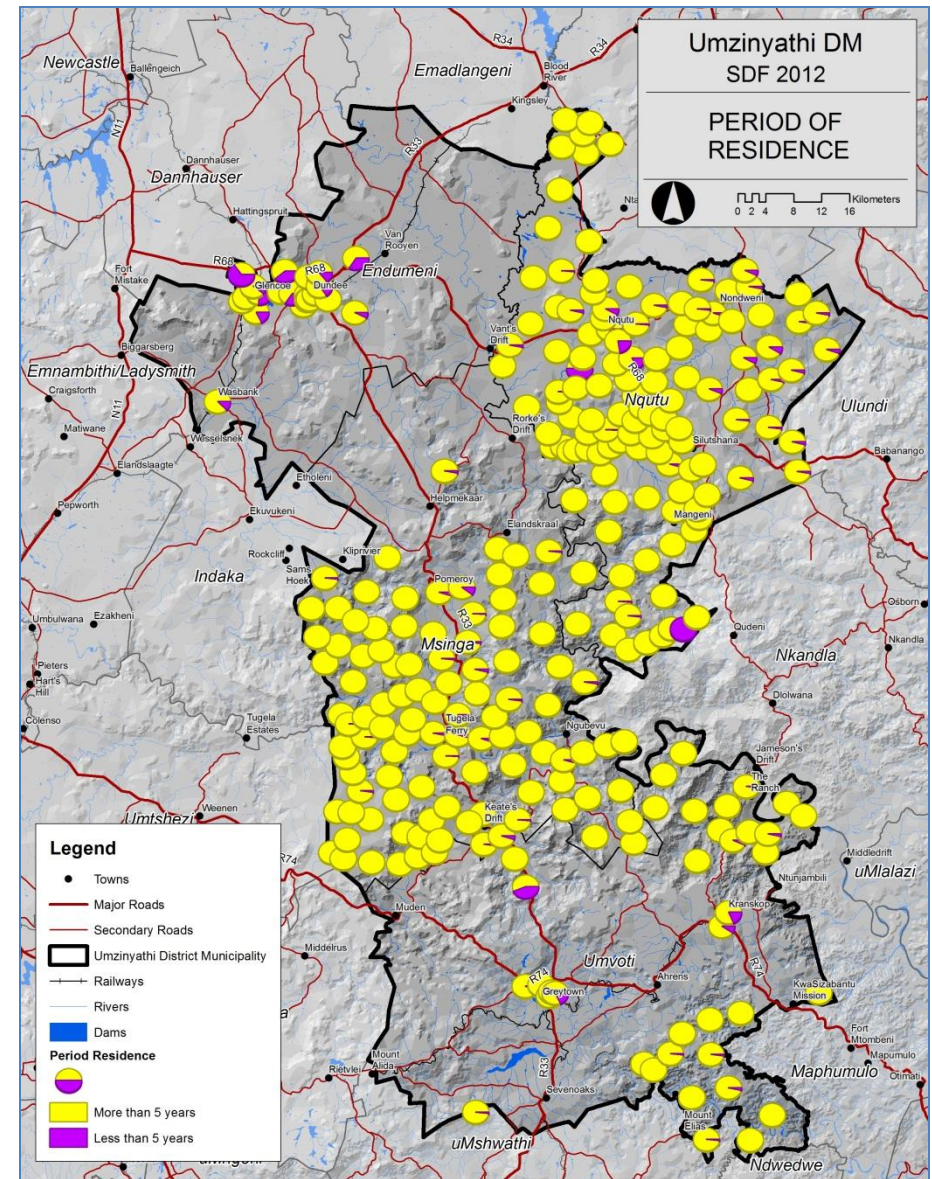 Umzinyathi DM
SDF 2012
PERIOD OF
RESIDENCE
Kilometers
0 2 4 8 12 16
Newcastle
Ballengeich
N11
R34
R34
Emadlangeni
Blood
River
Kingsley
R33
Dannhauser
Dannhauser
Hattingspruit
Van
Rooyen
R68
R68
Endumeni
Glencoe
Dundee
Fort
Mistake
Biggarsberg
Emnambithi/Ladysmith
Craigsforth
N11
Matiwane
Wasbank
Wesselsnek
Elandslaagte
Pepworth
Etholeni
Ekuvukeni
Vant's
Drift
Nqutu
Nondweni
R68
Nqutu
Rorke's
Drift
Silutshana
Ulundi
Babanango
Helpmekaar
Elandskraal
Mangeni
Rockcliff
Kliprivier
Sams
Hoek
Indaka
Pomeroy
R33
Msinga
Umbulwana
Ezakheni
Pieters
Hart's
Hill
Colenso
Tugela
Estates
Osborn
Qudeni
Nkandla
Nkandla
Dlolwana
Tugela
Ferry
Ngubevu
Jameson's
Drift
The
Ranch
Weenen
Umtshezi
R74
Keate's
Drift
Middledrift
uMlalazi
Ntunjambili
Muden
Kranskop
Middelrus
Umvoti
R74
Greytown
Ahrens
R74
KwaSizabantu
Mission
Fort
Mtombeni
Mapumulo
Maphumulo
Otimati
Mount
Alida
Rietvlei
R33
Sevenoaks
Mount
Elias
uMshwathi
Ndwedwe
Legend
Towns
Major Roads
Secondary Roads
Umzinyathi District Municipality
Railways
Rivers
Dams
Period Residence
More than 5 years
Less than 5 years